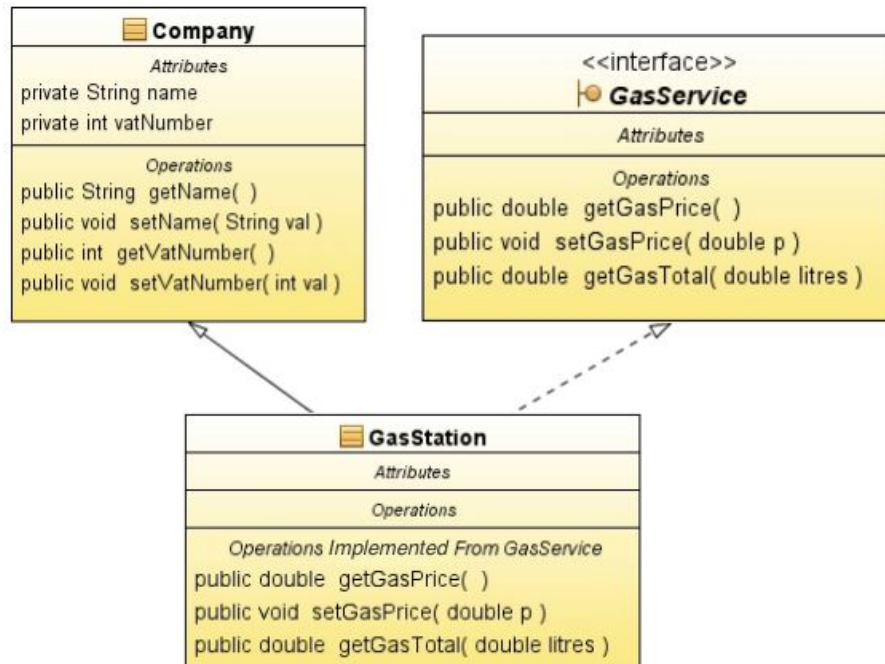 Company
Attributes
private String name
private int vatNumber
Operations
public String getName( )
public void setName( String val )
public int getVatNumber( )
public void setVatNumber( int val )
<<interface>>
GasService
Attributes
Operations
public double getGasPrice( )
public void setGasPrice( double p )
public double getGasTotal( double litres )
GasStation
Attributes
Operations
Operations Implemented From GasService
public double getGasPrice( )
public void setGasPrice( double p )
public double getGasTotal( double litres )